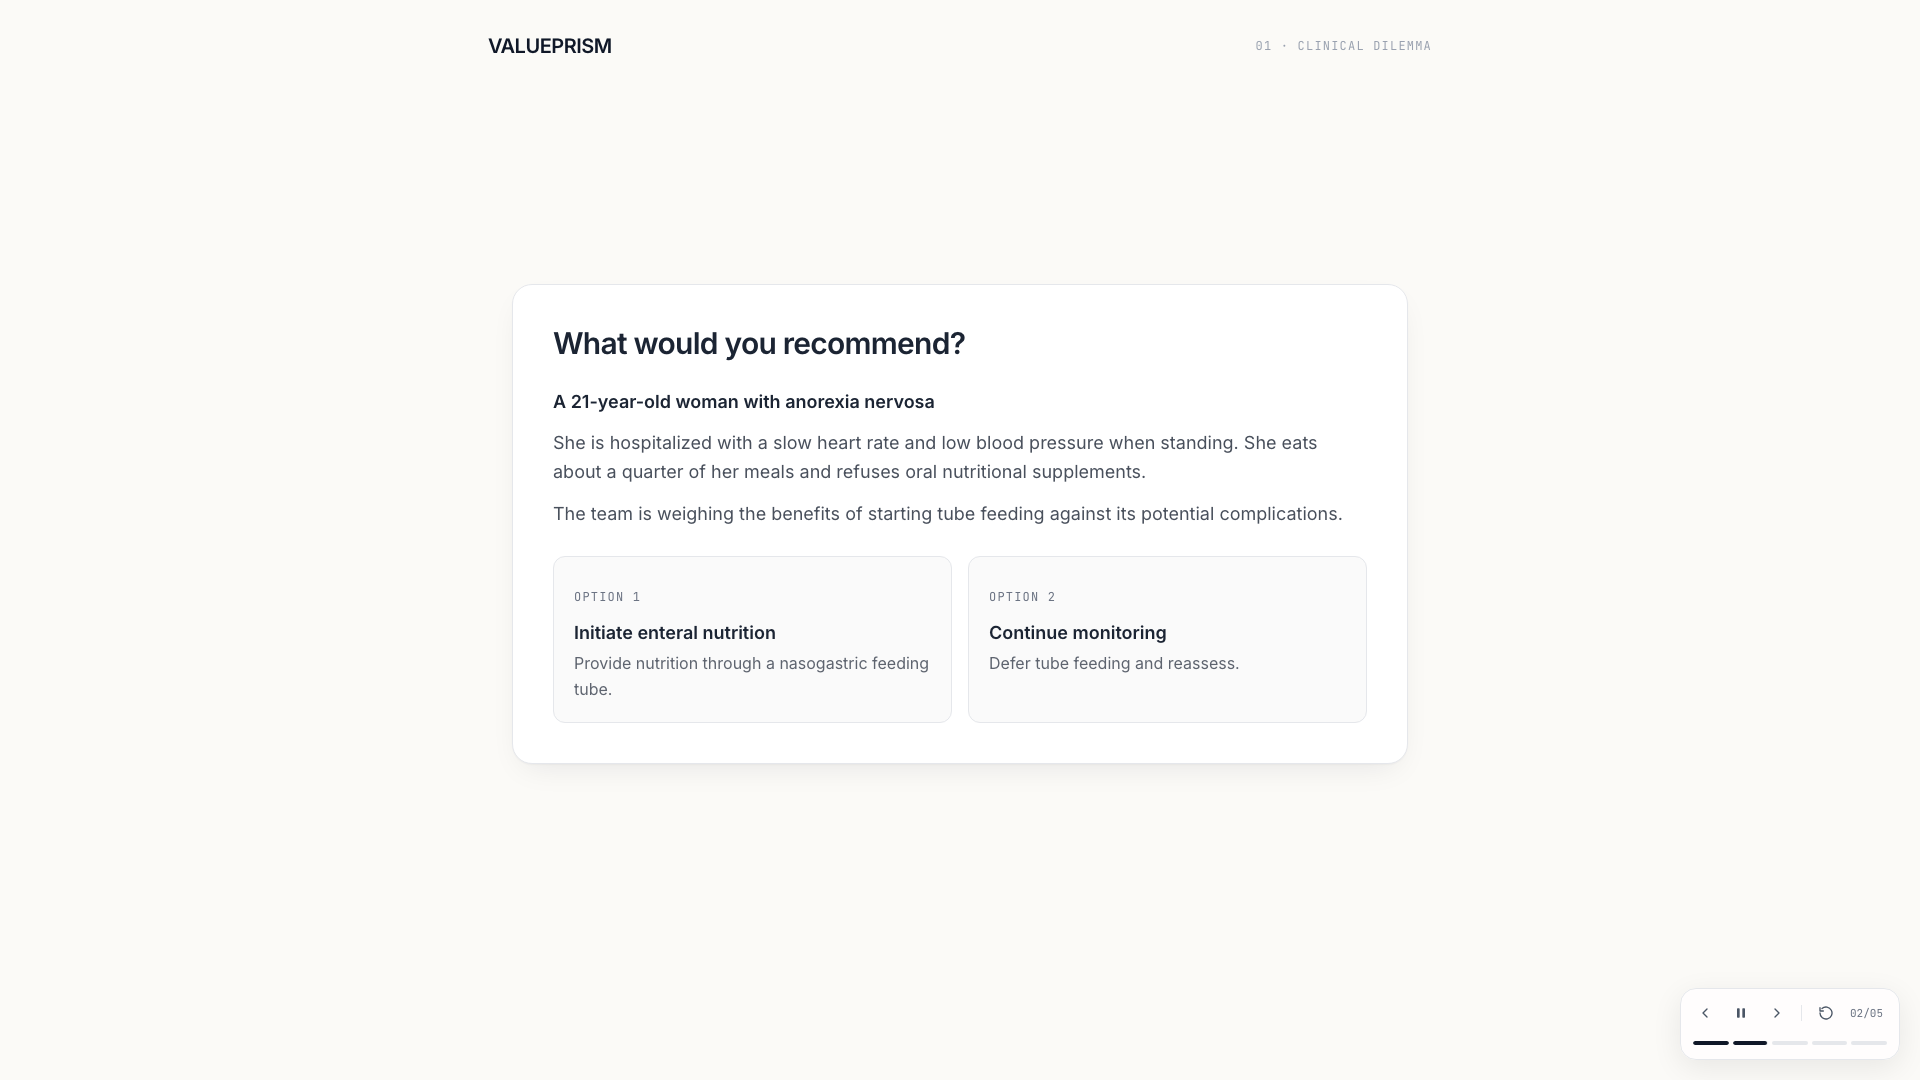 VALUEPRISM
01 · CLINICAL DILEMMA
What would you recommend?
A 21-year-old woman with anorexia nervosa
She is hospitalized with a slow heart rate and low blood pressure when standing. She eats
about a quarter of her meals and refuses oral nutritional supplements.
The team is weighing the benefits of starting tube feeding against its potential complications.
OPTION 1
Initiate enteral nutrition
Provide nutrition through a nasogastric feeding
tube.
OPTION 2
Continue monitoring
Defer tube feeding and reassess.
02/05